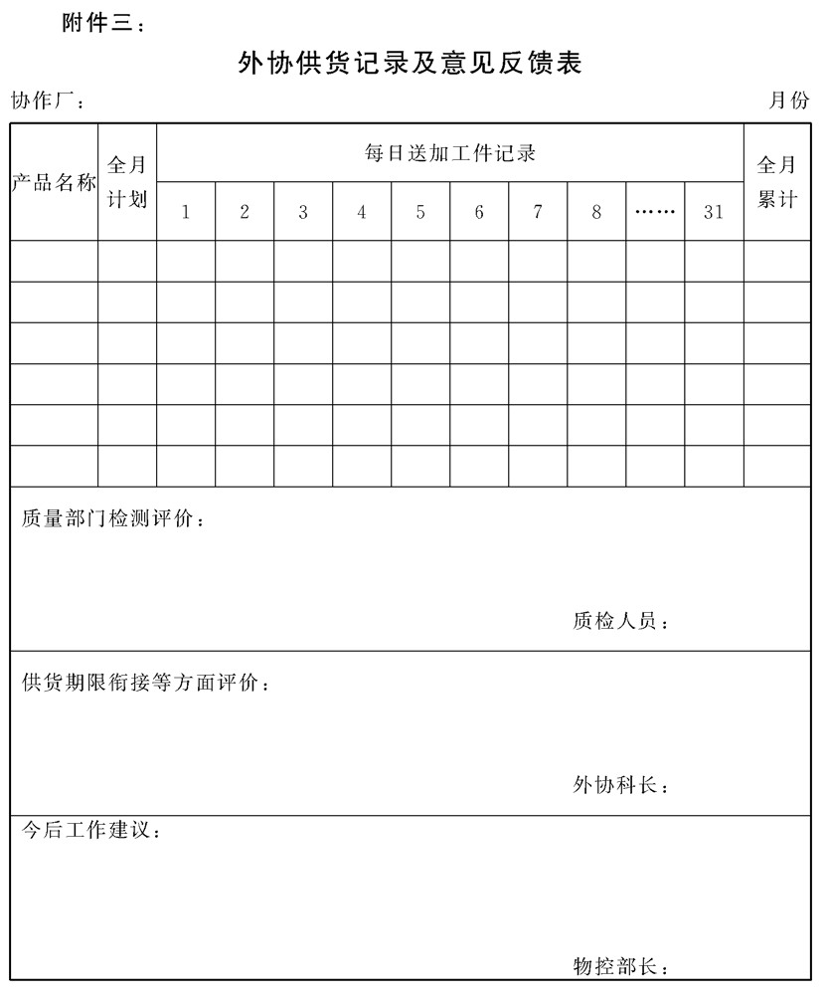 附件三：
外协供货记录及意见反馈表
协作厂： 月份
产品名称 全月计划 每日送加工件记录 全月累计
1 2 3 4 5 6 7 8 …… 31
质量部门检测评价：
质检人员：
供货期限衔接等方面评价：
外协科长：
今后工作建议：
物控部长：